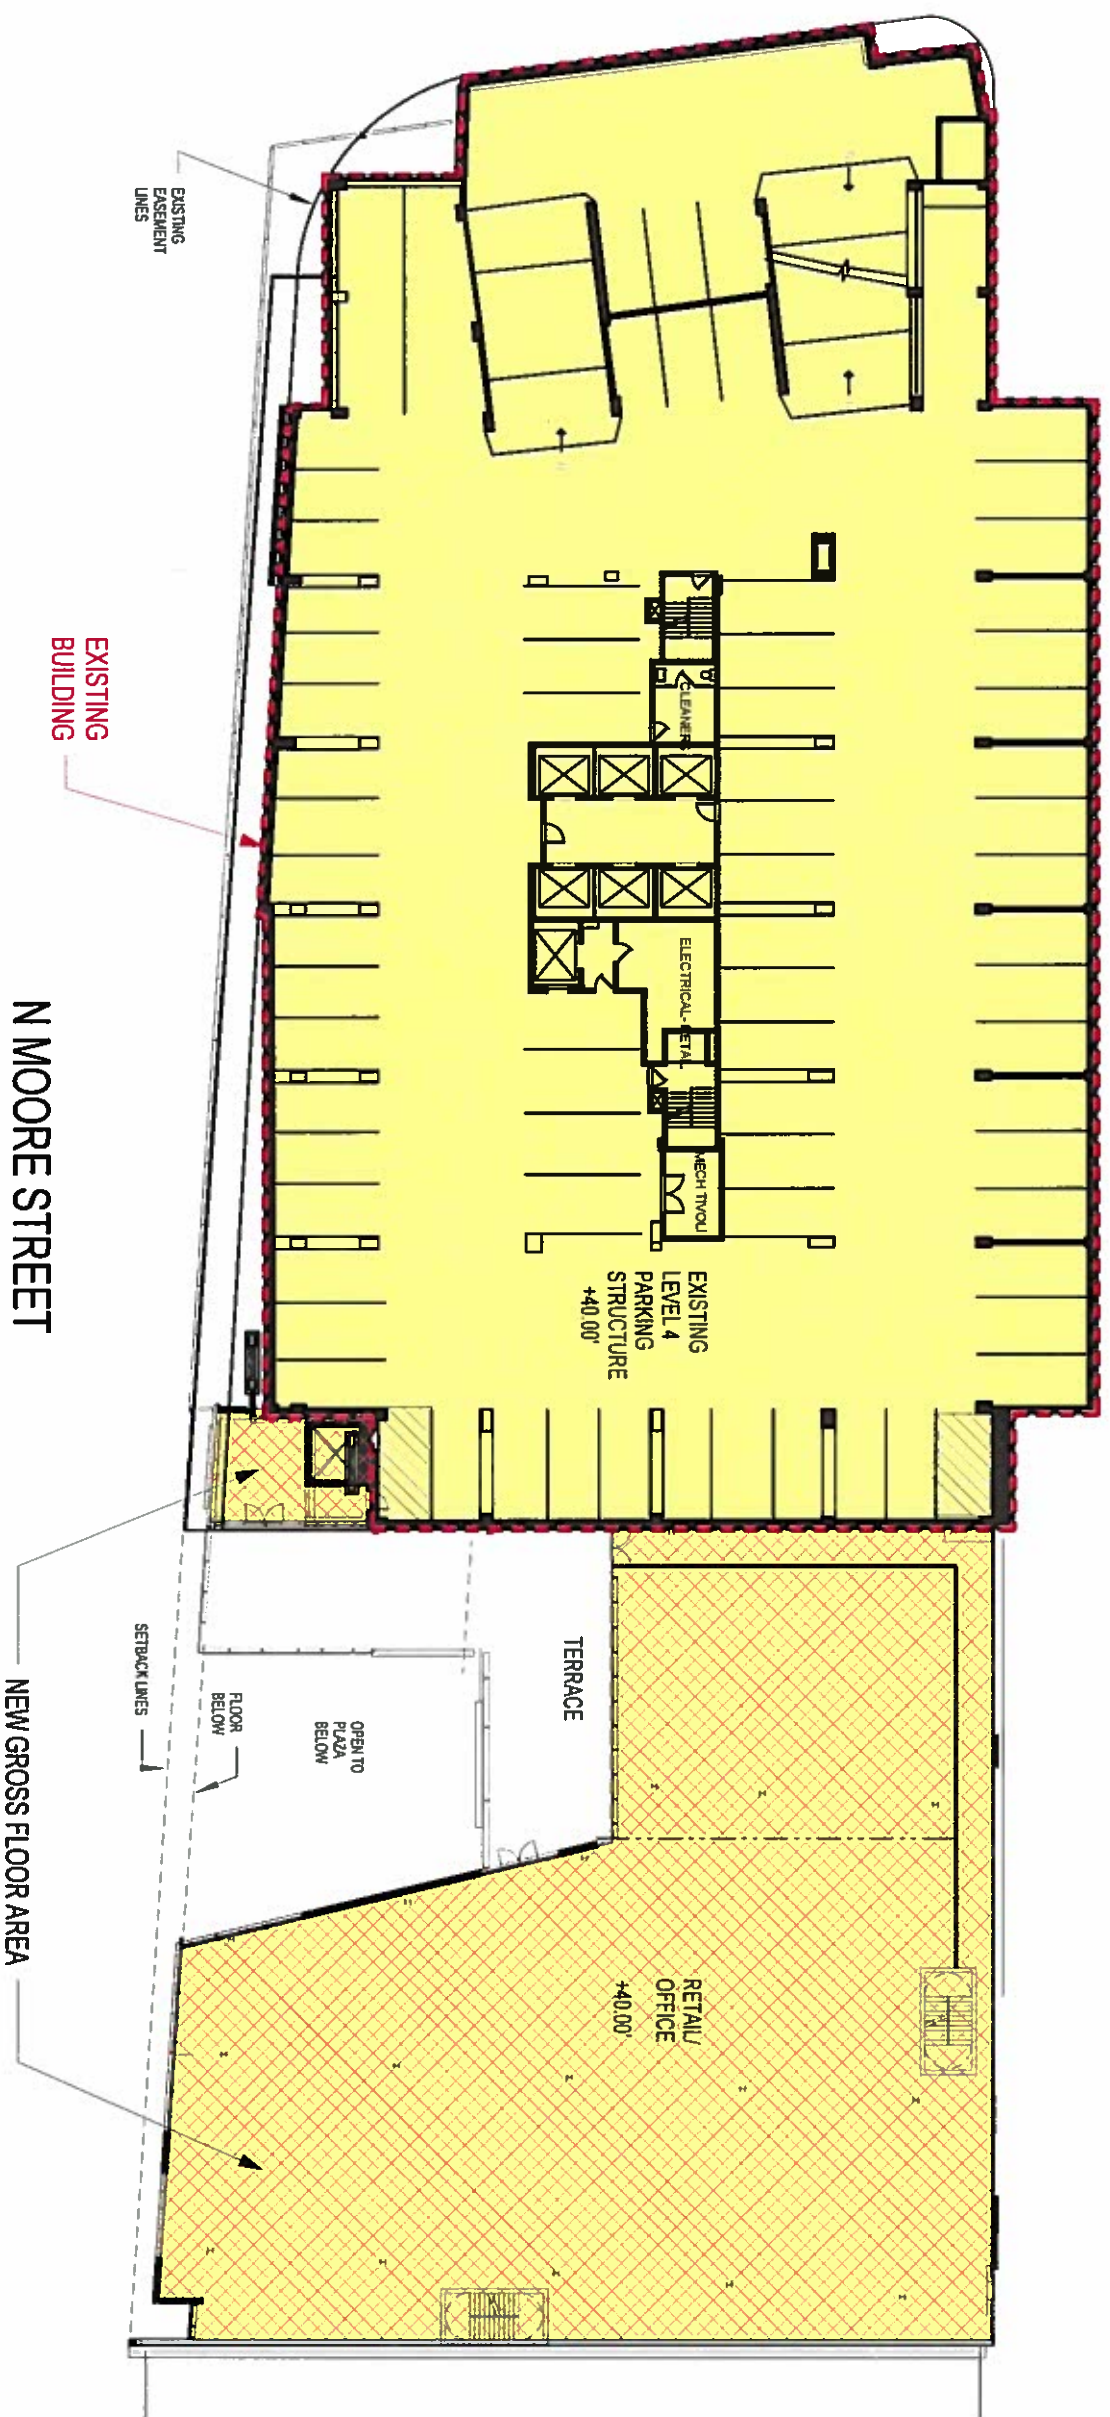 EXISTING
EASEMENT
LINES
EXISTING
BUILDING
N MOORE STREET
CLEANERS
ELECTRICAL-RETAIL
MECH TIVOLI
EXISTING
LEVEL 4
PARKING
STRUCTURE
+40.00'
TERRACE
OPEN TO
PLAZA
BELOW
FLOOR
BELOW
SETBACK LINES
NEW GROSS FLOOR AREA
RETAIL/
OFFICE
+40.00'